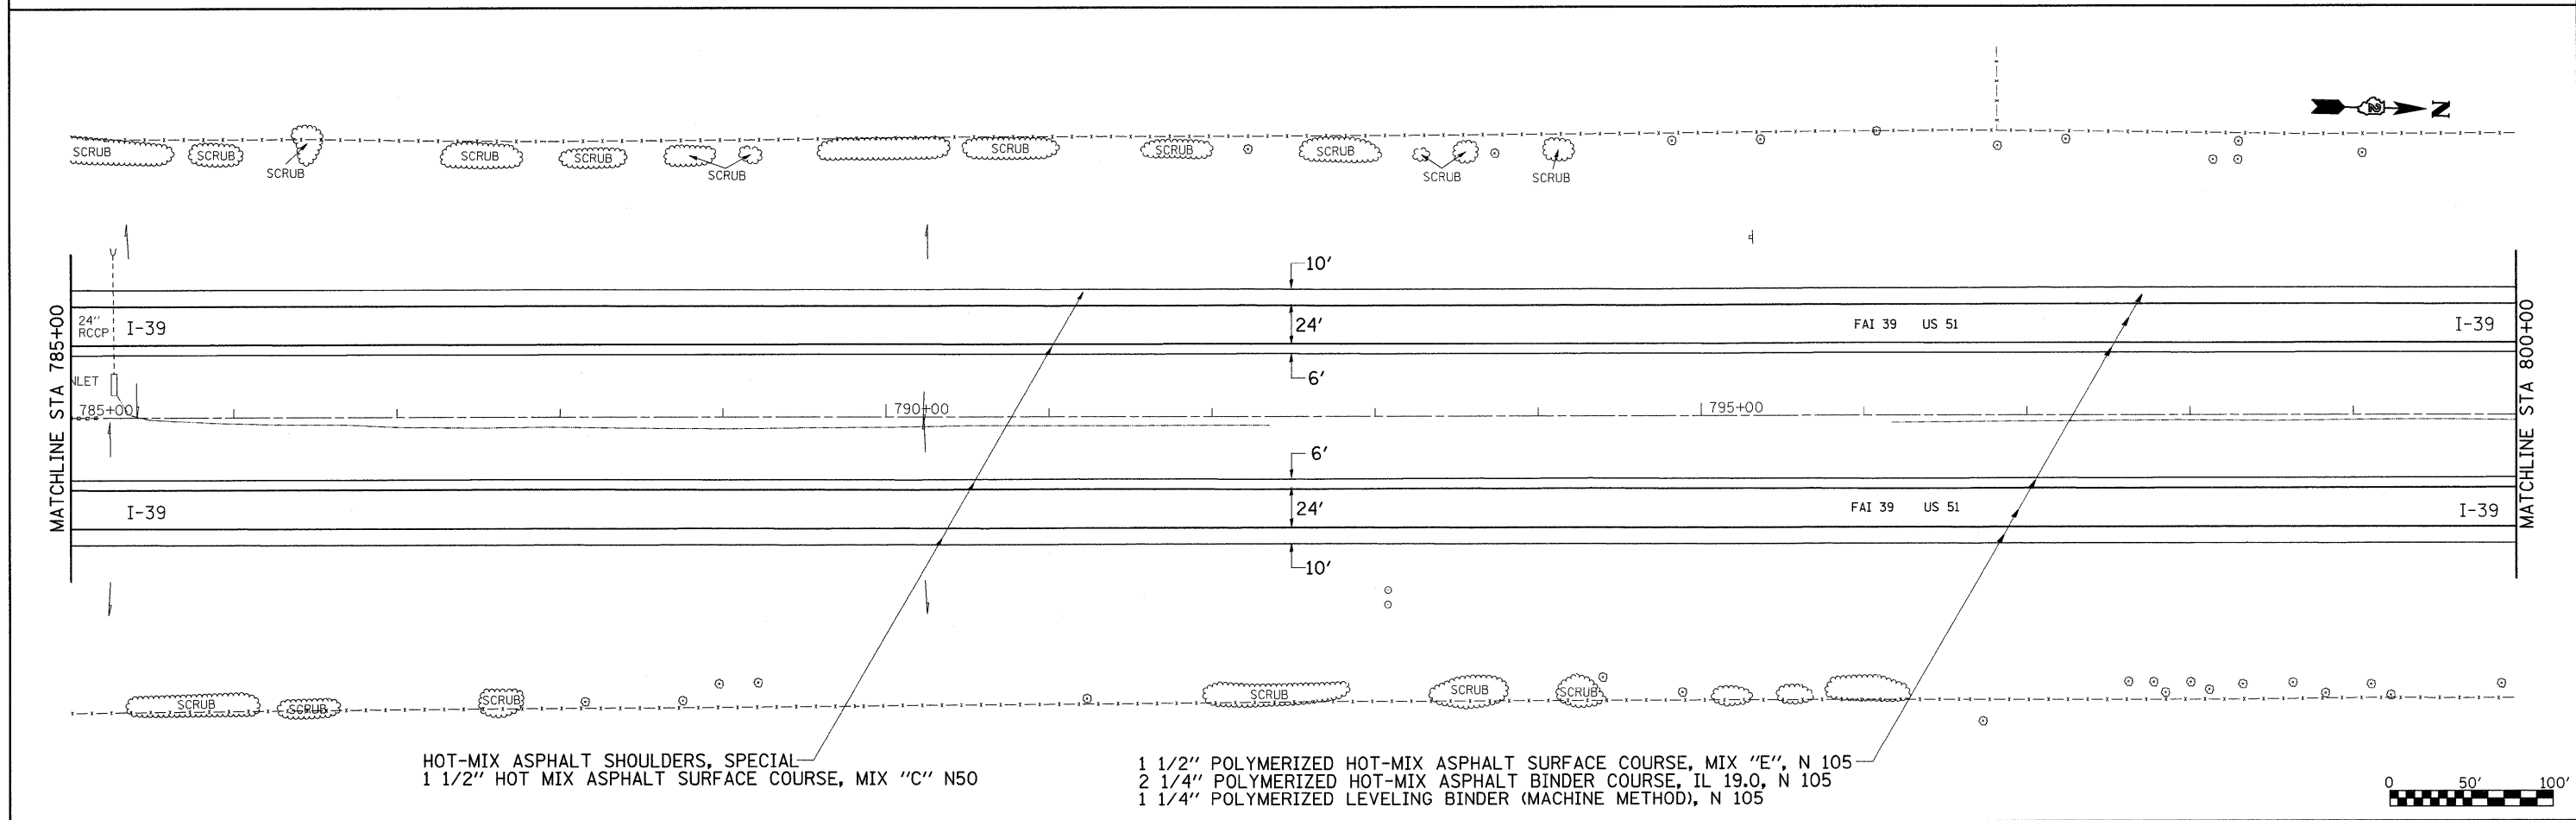 N
SCRUB
SCRUB
SCRUB
SCRUB
SCRUB
SCRUB
SCRUB
SCRUB
SCRUB
SCRUB
SCRUB
10'
MATCHLINE STA 785+00
24"
RCCP
I-39
24'
FAI 39 US 51
I-39
MATCHLINE STA 800+00
6'
NLET
785+00
790+00
795+00
6'
I-39
24'
FAI 39 US 51
I-39
10'
SCRUB
SCRUB
SCRUB
SCRUB
SCRUB
SCRUB
HOT-MIX ASPHALT SHOULDERS, SPECIAL
1 1/2" HOT MIX ASPHALT SURFACE COURSE, MIX "C" N50
1 1/2" POLYMERIZED HOT-MIX ASPHALT SURFACE COURSE, MIX "E", N 105
2 1/4" POLYMERIZED HOT-MIX ASPHALT BINDER COURSE, IL 19.0, N 105
1 1/4" POLYMERIZED LEVELING BINDER (MACHINE METHOD), N 105
0 50' 100'